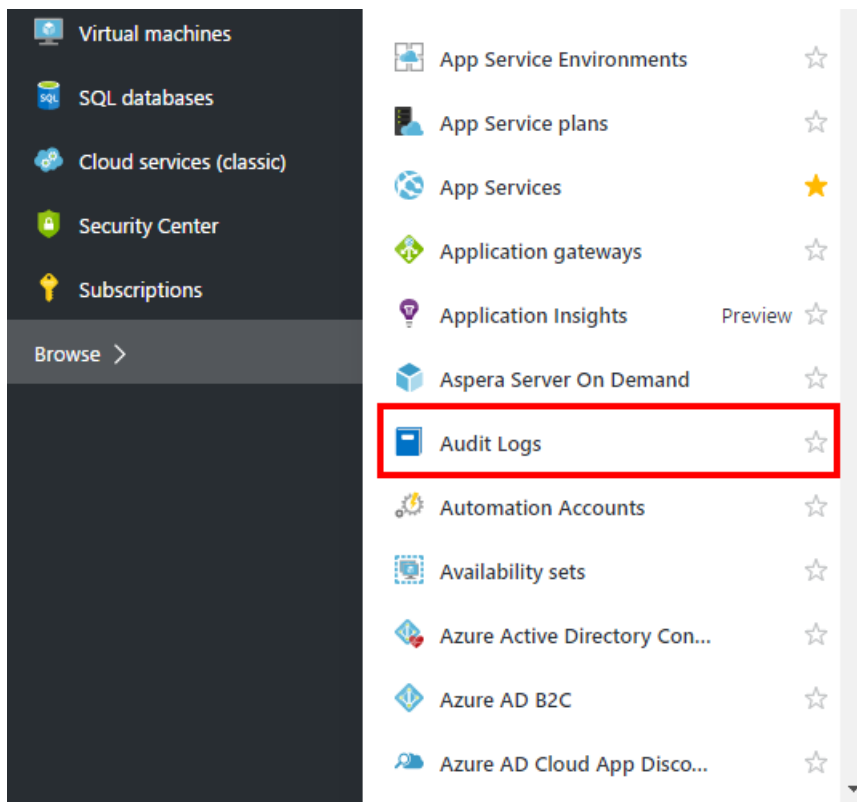 Virtual machines
SQL
SQL databases
Cloud services (classic)
Security Center
Subscriptions
Browse >
App Service Environments
App Service plans
App Services
Application gateways
Application Insights Preview
Aspera Server On Demand
Audit Logs
Automation Accounts
Availability sets
Azure Active Directory Con...
Azure AD B2C
Azure AD Cloud App Disco...